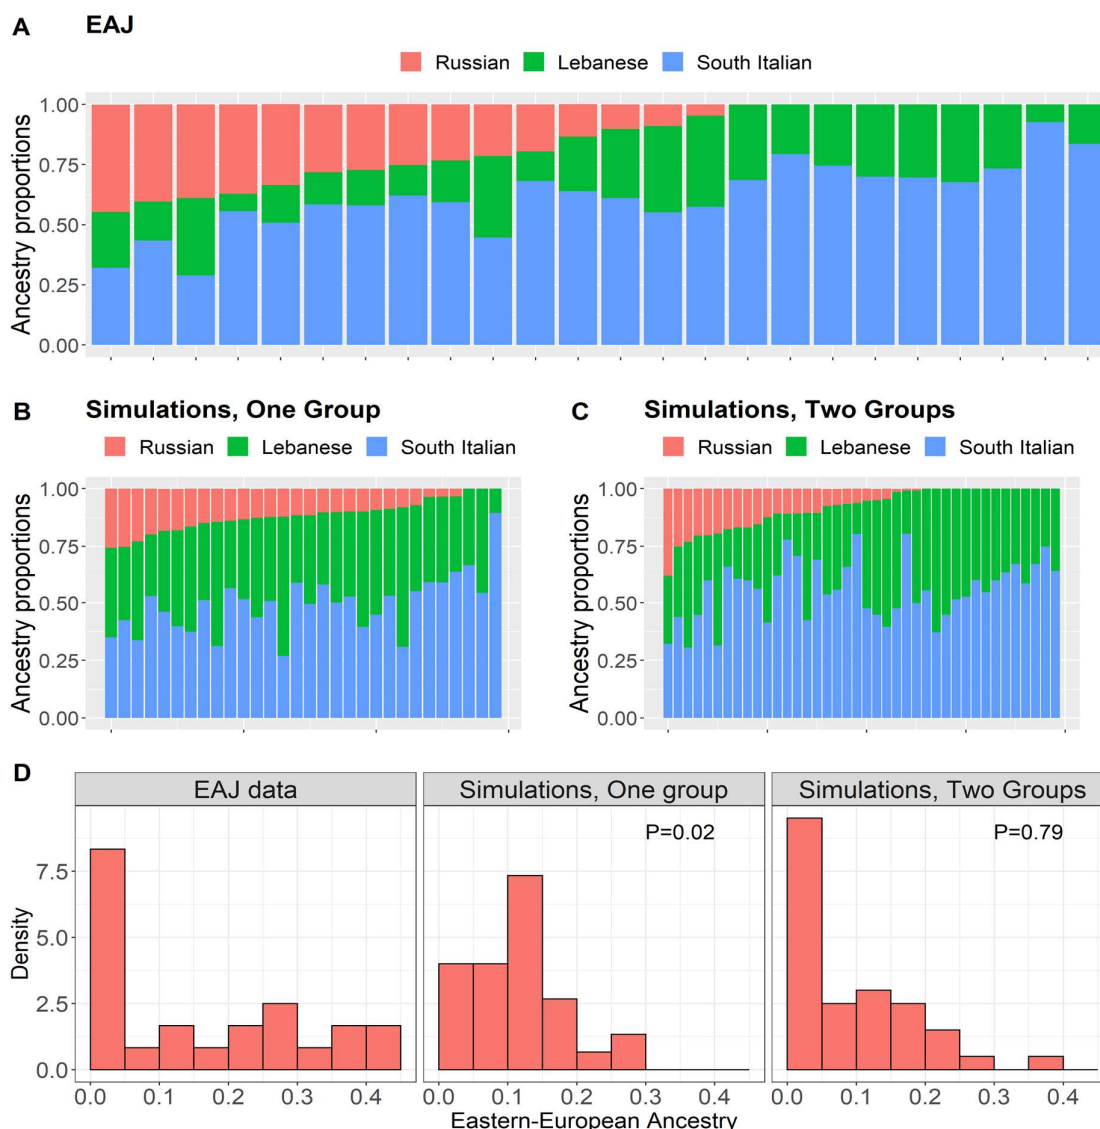 A EAJ
Russian Lebanese South Italian
Ancestry proportions
1.00
0.75
0.50
0.25
0.00
B Simulations, One Group
Russian Lebanese South Italian
Ancestry proportions
1.00
0.75
0.50
0.25
0.00
C Simulations, Two Groups
Russian Lebanese South Italian
Ancestry proportions
1.00
0.75
0.50
0.25
0.00
D
EAJ data Simulations, One group Simulations, Two Groups
P=0.02 P=0.79
Density
7.5
5.0
2.5
0.0
0.0 0.1 0.2 0.3 0.4 0.0 0.1 0.2 0.3 0.4 0.0 0.1 0.2 0.3 0.4
Eastern-European Ancestry